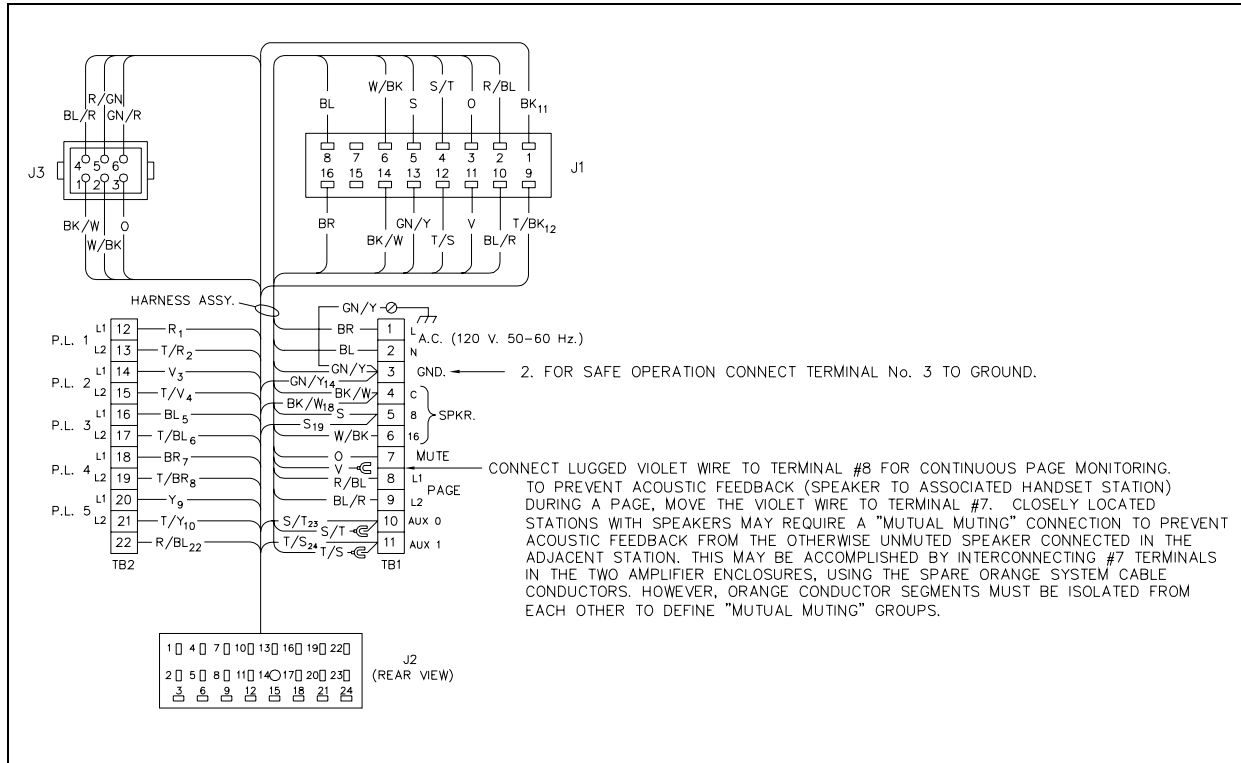 R/GN
BL/R GN/R
4 5 6
1 2 3
J3
BK/W O
W/BK
W/BK S/T R/BL
BL S O BK11
8 7 6 5 4 3 2 1
16 15 14 13 12 11 10 9
J1
BR GN/Y V T/BK12
BK/W T/S BL/R
HARNESS ASSY.
P.L. 1 L1 12 R1
L2 13 T/R2
P.L. 2 L1 14 V3
L2 15 T/V4
P.L. 3 L1 16 BL5
L2 17 T/BL6
P.L. 4 L1 18 BR7
L2 19 T/BR8
P.L. 5 L1 20 Y9
L2 21 T/Y10
22 R/BL22
TB2
GN/Y
BR 1 L
A.C. (120 V. 50-60 Hz.)
BL 2 N
GN/Y 3 GND.
GN/Y14
BK/W 4 C
BK/W18
S 5 8 SPKR.
S19
W/BK 6 16
O 7 MUTE
V
R/BL 8 L1
PAGE
BL/R 9 L2
S/T23 10 AUX 0
S/T
T/S24 11 AUX 1
T/S
TB1
2. FOR SAFE OPERATION CONNECT TERMINAL No. 3 TO GROUND.
CONNECT LUGGED VIOLET WIRE TO TERMINAL #8 FOR CONTINUOUS PAGE MONITORING.
TO PREVENT ACOUSTIC FEEDBACK (SPEAKER TO ASSOCIATED HANDSET STATION)
DURING A PAGE, MOVE THE VIOLET WIRE TO TERMINAL #7. CLOSELY LOCATED
STATIONS WITH SPEAKERS MAY REQUIRE A "MUTUAL MUTING" CONNECTION TO PREVENT
ACOUSTIC FEEDBACK FROM THE OTHERWISE UNMUTED SPEAKER CONNECTED IN THE
ADJACENT STATION. THIS MAY BE ACCOMPLISHED BY INTERCONNECTING #7 TERMINALS
IN THE TWO AMPLIFIER ENCLOSURES, USING THE SPARE ORANGE SYSTEM CABLE
CONDUCTORS. HOWEVER, ORANGE CONDUCTOR SEGMENTS MUST BE ISOLATED FROM
EACH OTHER TO DEFINE "MUTUAL MUTING" GROUPS.
1 4 7 10 13 16 19 22
2 5 8 11 14 17 20 23
3 6 9 12 15 18 21 24
J2
(REAR VIEW)